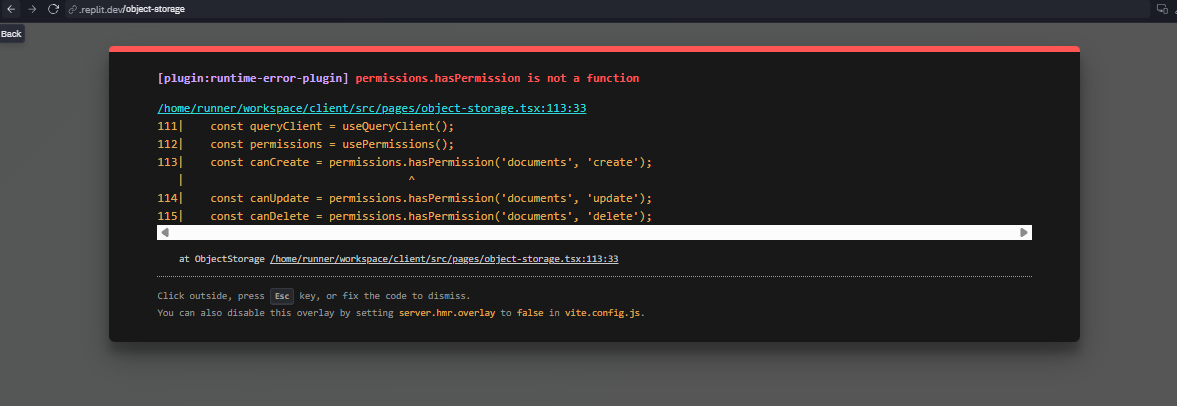 .replit.dev/object-storage
Back
[plugin:runtime-error-plugin] permissions.hasPermission is not a function
/home/runner/workspace/client/src/pages/object-storage.tsx:113:33
111|    const queryClient = useQueryClient();
112|    const permissions = usePermissions();
113|    const canCreate = permissions.hasPermission('documents', 'create');
   |                                  ^
114|    const canUpdate = permissions.hasPermission('documents', 'update');
115|    const canDelete = permissions.hasPermission('documents', 'delete');
at ObjectStorage /home/runner/workspace/client/src/pages/object-storage.tsx:113:33
Click outside, press Esc key, or fix the code to dismiss.
You can also disable this overlay by setting server.hmr.overlay to false in vite.config.js.